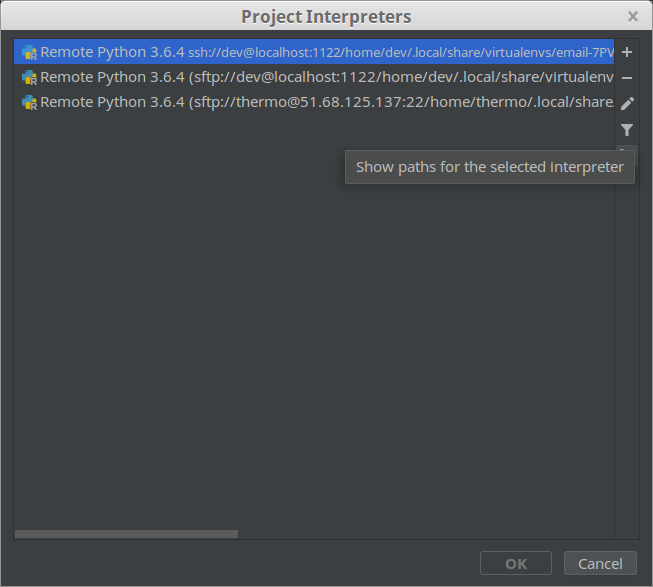 Project Interpreters
Remote Python 3.6.4 ssh://dev@localhost:1122/home/dev/.local/share/virtualenvs/email-7PV
Remote Python 3.6.4 (sftp://dev@localhost:1122/home/dev/.local/share/virtualenv
Remote Python 3.6.4 (sftp://thermo@51.68.125.137:22/home/thermo/.local/share/
Show paths for the selected interpreter
OK
Cancel